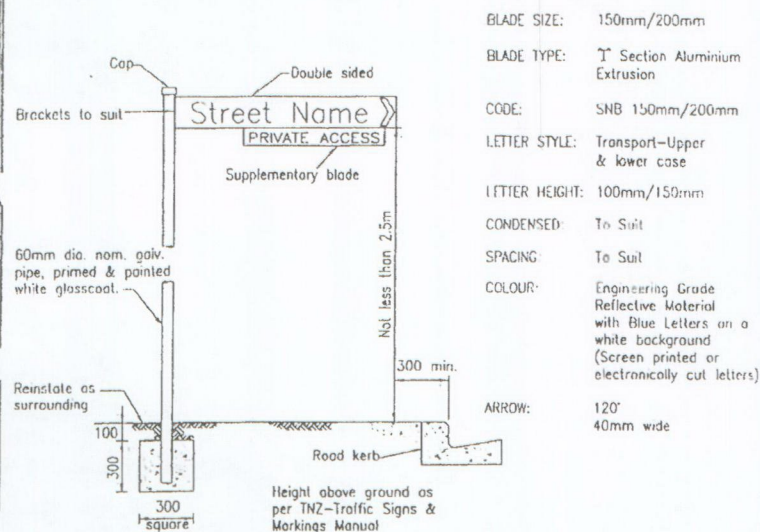 Cap
Double sided
Brackets to suit
Street Name
PRIVATE ACCESS
Supplementary blade
Not less than 2.5m
60mm dia. nom. galv.
pipe, primed & painted
white glosscoat.
300 min.
Reinstate as
surrounding
100
300
300
square
Road kerb
Height above ground as
per TNZ-Traffic Signs &
Markings Manual
BLADE SIZE: 150mm/200mm
BLADE TYPE: T Section Aluminium
Extrusion
CODE: SNB 150mm/200mm
LETTER STYLE: Transport-Upper
& lower case
LETTER HEIGHT: 100mm/150mm
CONDENSED: To Suit
SPACING: To Suit
COLOUR: Engineering Grade
Reflective Material
with Blue Letters on a
white background
(Screen printed or
electronically cut letters)
ARROW: 120°
40mm wide